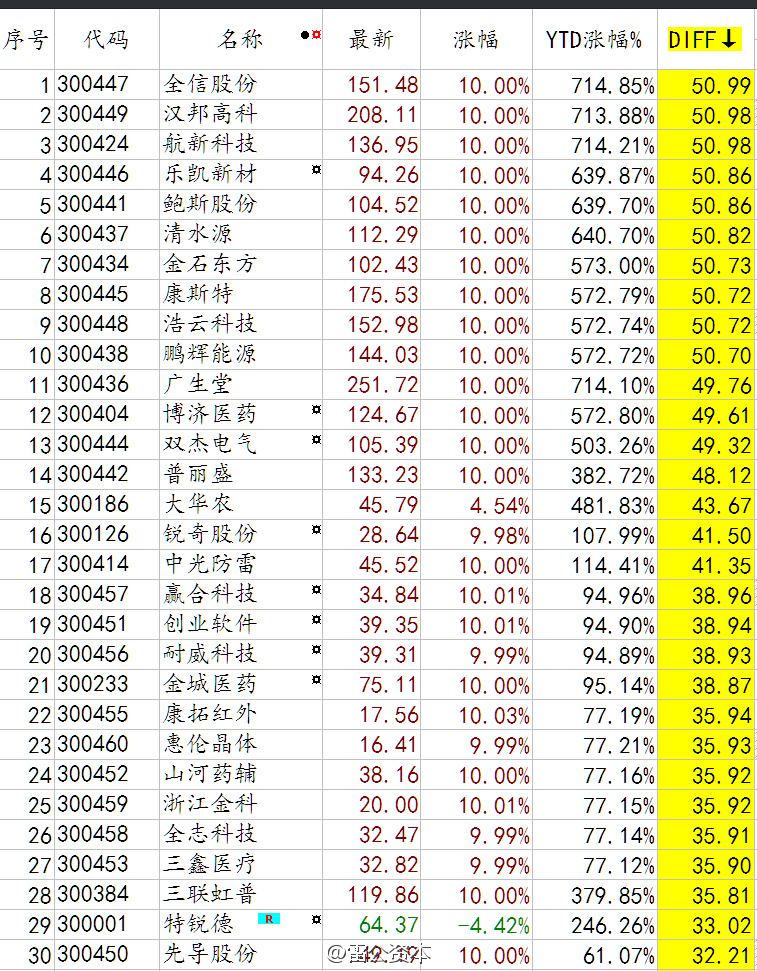 序号 代码 名称 最新 涨幅 YTD涨幅% DIFF↓
1 300447 全信股份 151.48 10.00% 714.85% 50.99
2 300449 汉邦高科 208.11 10.00% 713.88% 50.98
3 300424 航新科技 136.95 10.00% 714.21% 50.98
4 300446 乐凯新材 94.26 10.00% 639.87% 50.86
5 300441 鲍斯股份 104.52 10.00% 639.70% 50.86
6 300437 清水源 112.29 10.00% 640.70% 50.82
7 300434 金石东方 102.43 10.00% 573.00% 50.73
8 300445 康斯特 175.53 10.00% 572.79% 50.72
9 300448 浩云科技 152.98 10.00% 572.74% 50.72
10 300438 鹏辉能源 144.03 10.00% 572.72% 50.70
11 300436 广生堂 251.72 10.00% 714.10% 49.76
12 300404 博济医药 124.67 10.00% 572.80% 49.61
13 300444 双杰电气 105.39 10.00% 503.26% 49.32
14 300442 普丽盛 133.23 10.00% 382.72% 48.12
15 300186 大华农 45.79 4.54% 481.83% 43.67
16 300126 锐奇股份 28.64 9.98% 107.99% 41.50
17 300414 中光防雷 45.52 10.00% 114.41% 41.35
18 300457 赢合科技 34.84 10.01% 94.96% 38.96
19 300451 创业软件 39.35 10.01% 94.90% 38.94
20 300456 耐威科技 39.31 9.99% 94.89% 38.93
21 300233 金城医药 75.11 10.00% 95.14% 38.87
22 300455 康拓红外 17.56 10.03% 77.19% 35.94
23 300460 惠伦晶体 16.41 9.99% 77.21% 35.93
24 300452 山河药辅 38.16 10.00% 77.16% 35.92
25 300459 浙江金科 20.00 10.01% 77.15% 35.92
26 300458 全志科技 32.47 9.99% 77.14% 35.91
27 300453 三鑫医疗 32.82 9.99% 77.12% 35.90
28 300384 三联虹普 119.86 10.00% 379.85% 35.81
29 300001 特锐德 R 64.37 -4.42% 246.26% 33.02
30 300450 先导股份 10.00% 61.07% 32.21